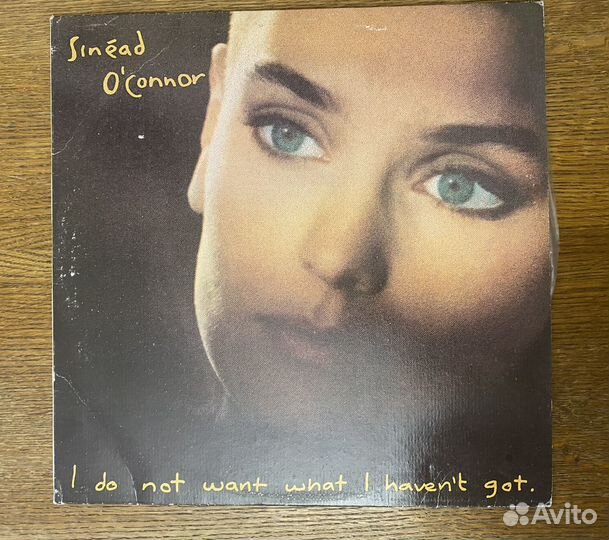 Sinéad
O'Connor
I do not want what I haven't got.
Avito